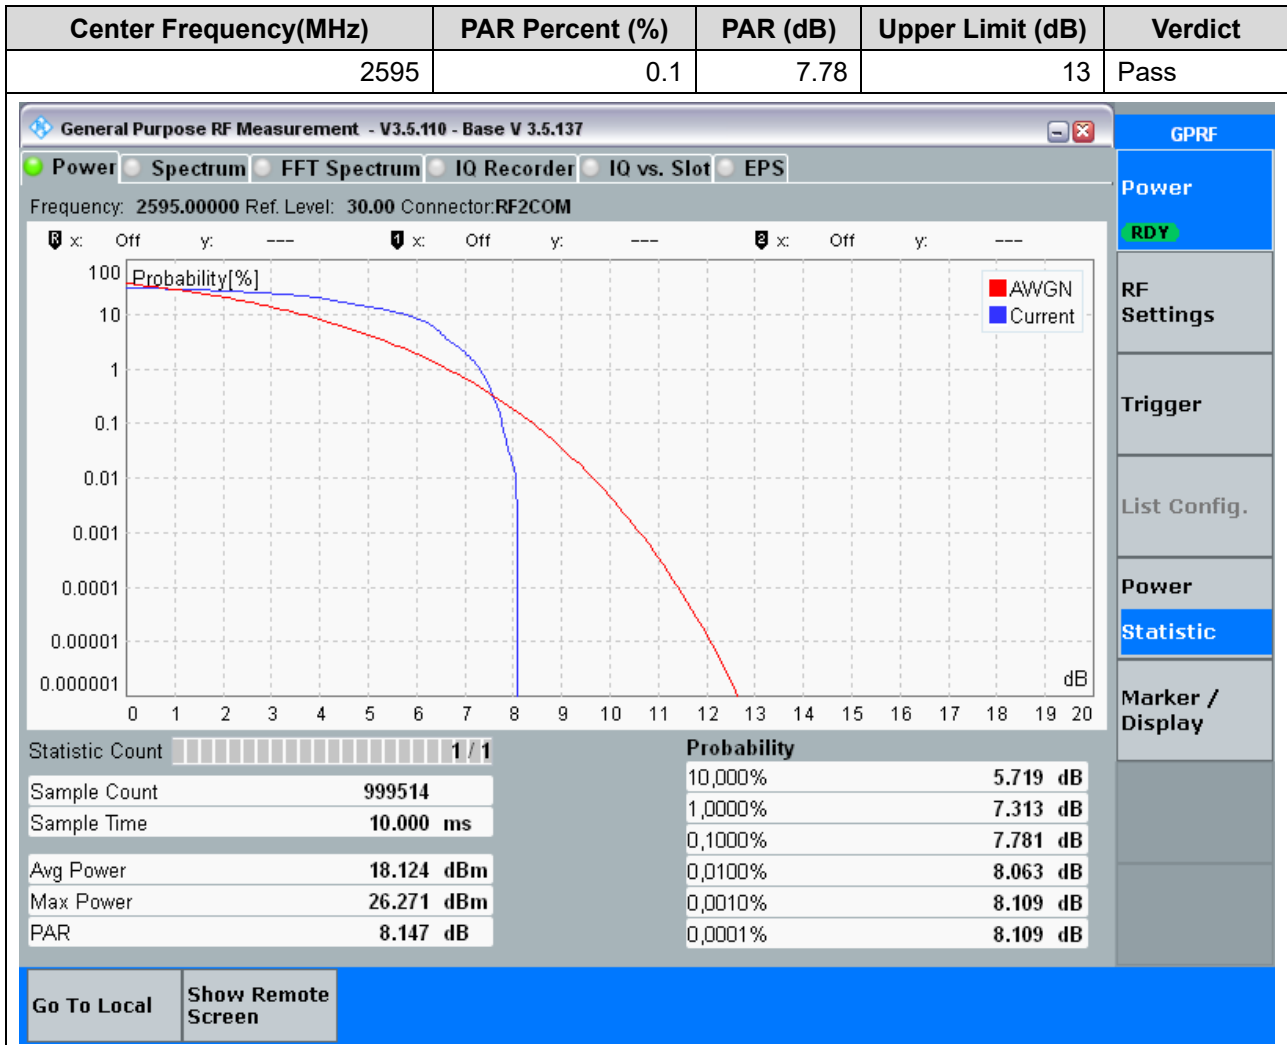 Center Frequency(MHz) PAR Percent (%) PAR (dB) Upper Limit (dB) Verdict
2595 0.1 7.78 13 Pass
General Purpose RF Measurement - V3.5.110 - Base V 3.5.137
GPRF
Power Spectrum FFT Spectrum IQ Recorder IQ vs. Slot EPS
Power
RDY
Frequency: 2595.00000 Ref. Level: 30.00 Connector:RF2COM
R x: Off y: --- 1 x: Off y: --- 2 x: Off y: ---
Probability[%]
AWGN
Current
100
10
1
0.1
0.01
0.001
0.0001
0.00001
0.000001
dB
0 1 2 3 4 5 6 7 8 9 10 11 12 13 14 15 16 17 18 19 20
RF
Settings
Trigger
List Config.
Power
Statistic
Marker /
Display
Statistic Count 1 / 1
Sample Count 999514
Sample Time 10.000 ms
Avg Power 18.124 dBm
Max Power 26.271 dBm
PAR 8.147 dB
Probability
10,000% 5.719 dB
1,0000% 7.313 dB
0,1000% 7.781 dB
0,0100% 8.063 dB
0,0010% 8.109 dB
0,0001% 8.109 dB
Go To Local
Show Remote
Screen